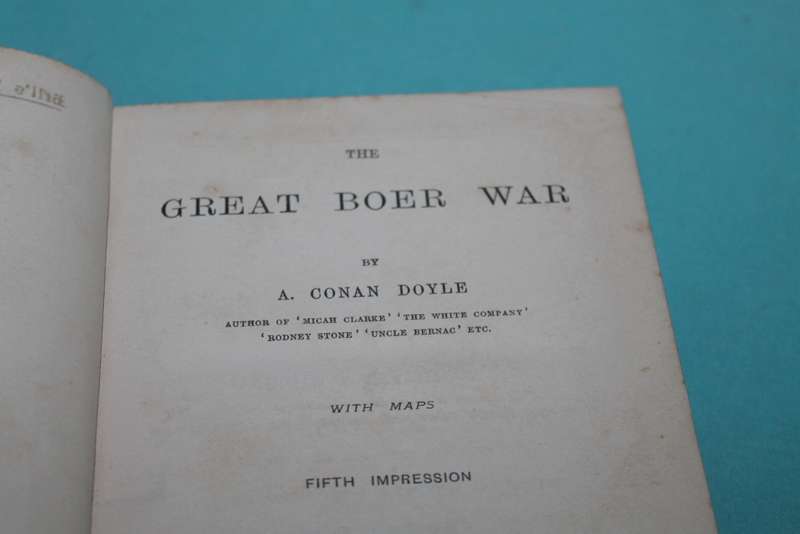 THE
GREAT BOER WAR
BY
A. CONAN DOYLE
AUTHOR OF 'MICAH CLARKE' 'THE WHITE COMPANY'
'RODNEY STONE' 'UNCLE BERNAC' ETC.
WITH MAPS
FIFTH IMPRESSION